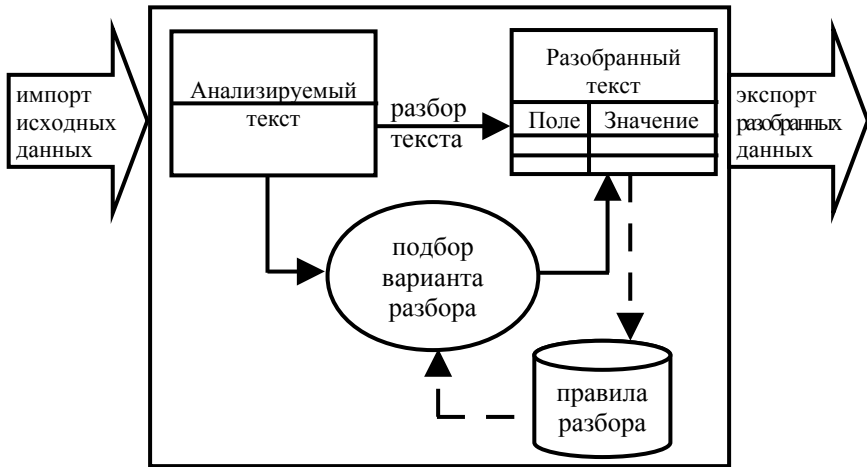 импорт
исходных
данных
Анализируемый
текст
разбор
текста
Разобранный
текст
Поле
Значение
экспорт
разобранных
данных
подбор
варианта
разбора
правила
разбора